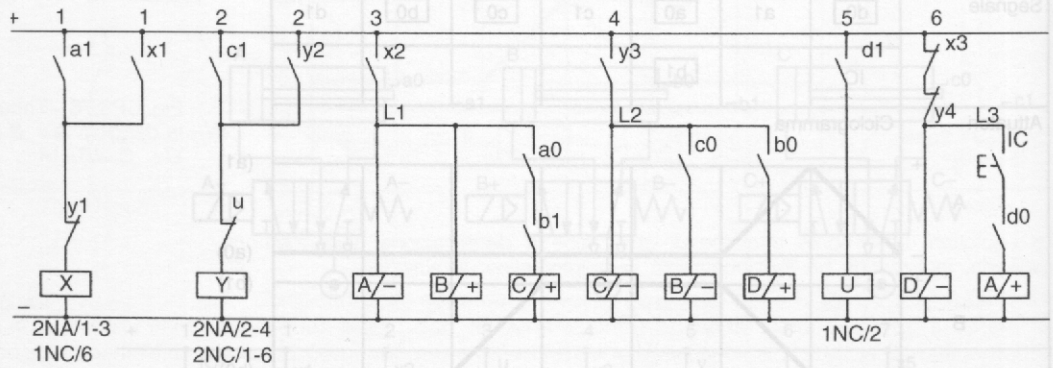 + 1 1 2 2 3 4 5 6
a1 x1 c1 y2 x2 y3 d1 x3
L1 L2 y4 L3
a0 c0 b0 IC
y1 u b1 d0
X Y A/− B/+ C/+ C/− B/− D/+ U D/− A/+
−
2NA/1-3 2NA/2-4 1NC/2
1NC/6 2NC/1-6